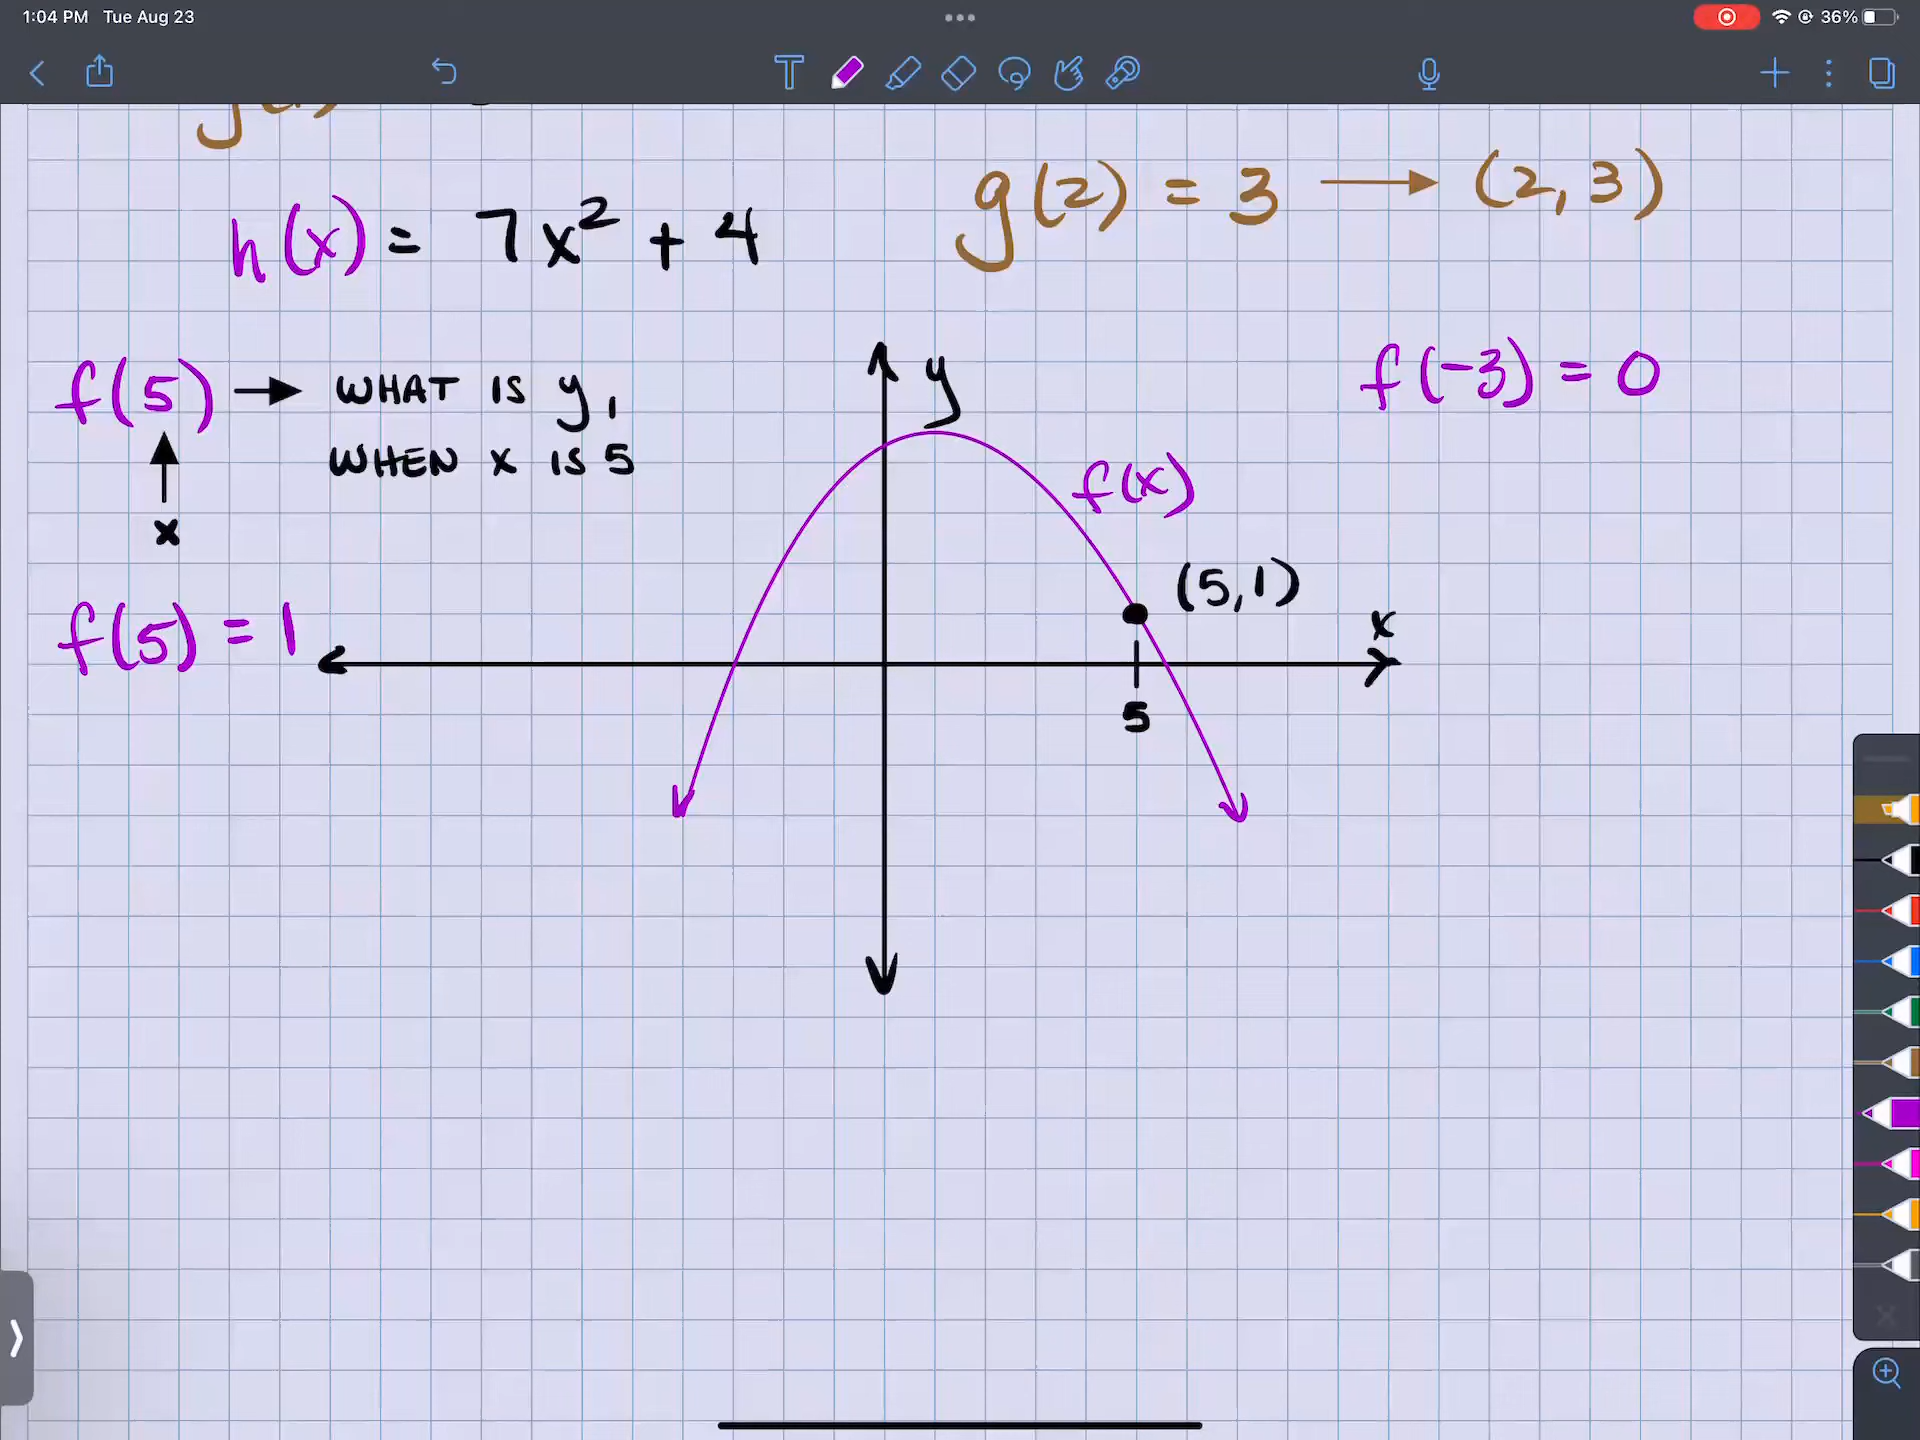 1:04 PM Tue Aug 23
36%
g(2) = 3 → (2, 3)
h(x) = 7x² + 4
f(5) → WHAT IS y,
WHEN x IS 5
x
y
f(-3) = 0
f(x)
(5,1)
f(5) = 1
x
5